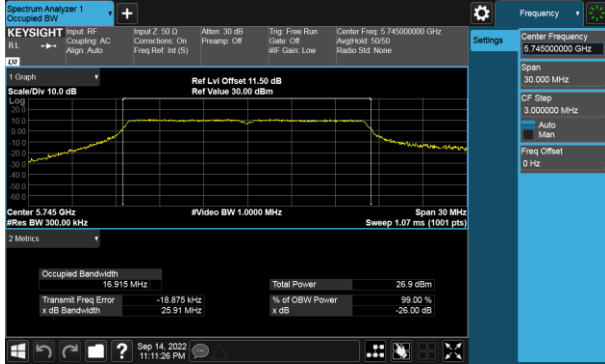 Spectrum Analyzer 1
Occupied BW
+
Frequency
KEYSIGHT Input: RF Input Z: 50 Ω Atten: 30 dB Trig: Free Run Center Freq: 5.745000000 GHz
RL Coupling: AC Corrections: On Preamp: Off Gate: Off Avg|Hold: 50/50
Align: Auto Freq Ref: Int (S) #IF Gain: Low Radio Std: None
LXI
Settings
Center Frequency
5.745000000 GHz
Span
30.000 MHz
CF Step
3.000000 MHz
Auto
Man
Freq Offset
0 Hz
1 Graph
Ref Lvl Offset 11.50 dB
Scale/Div 10.0 dB Ref Value 30.00 dBm
Log
20.0
10.0
0.00
-10.0
-20.0
-30.0
-40.0
-50.0
-60.0
Center 5.745 GHz #Video BW 1.0000 MHz Span 30 MHz
#Res BW 300.00 kHz Sweep 1.07 ms (1001 pts)
2 Metrics
Occupied Bandwidth
16.915 MHz Total Power 26.9 dBm
Transmit Freq Error -18.875 kHz % of OBW Power 99.00 %
x dB Bandwidth 25.91 MHz x dB -26.00 dB
?
Sep 14, 2022
11:11:26 PM